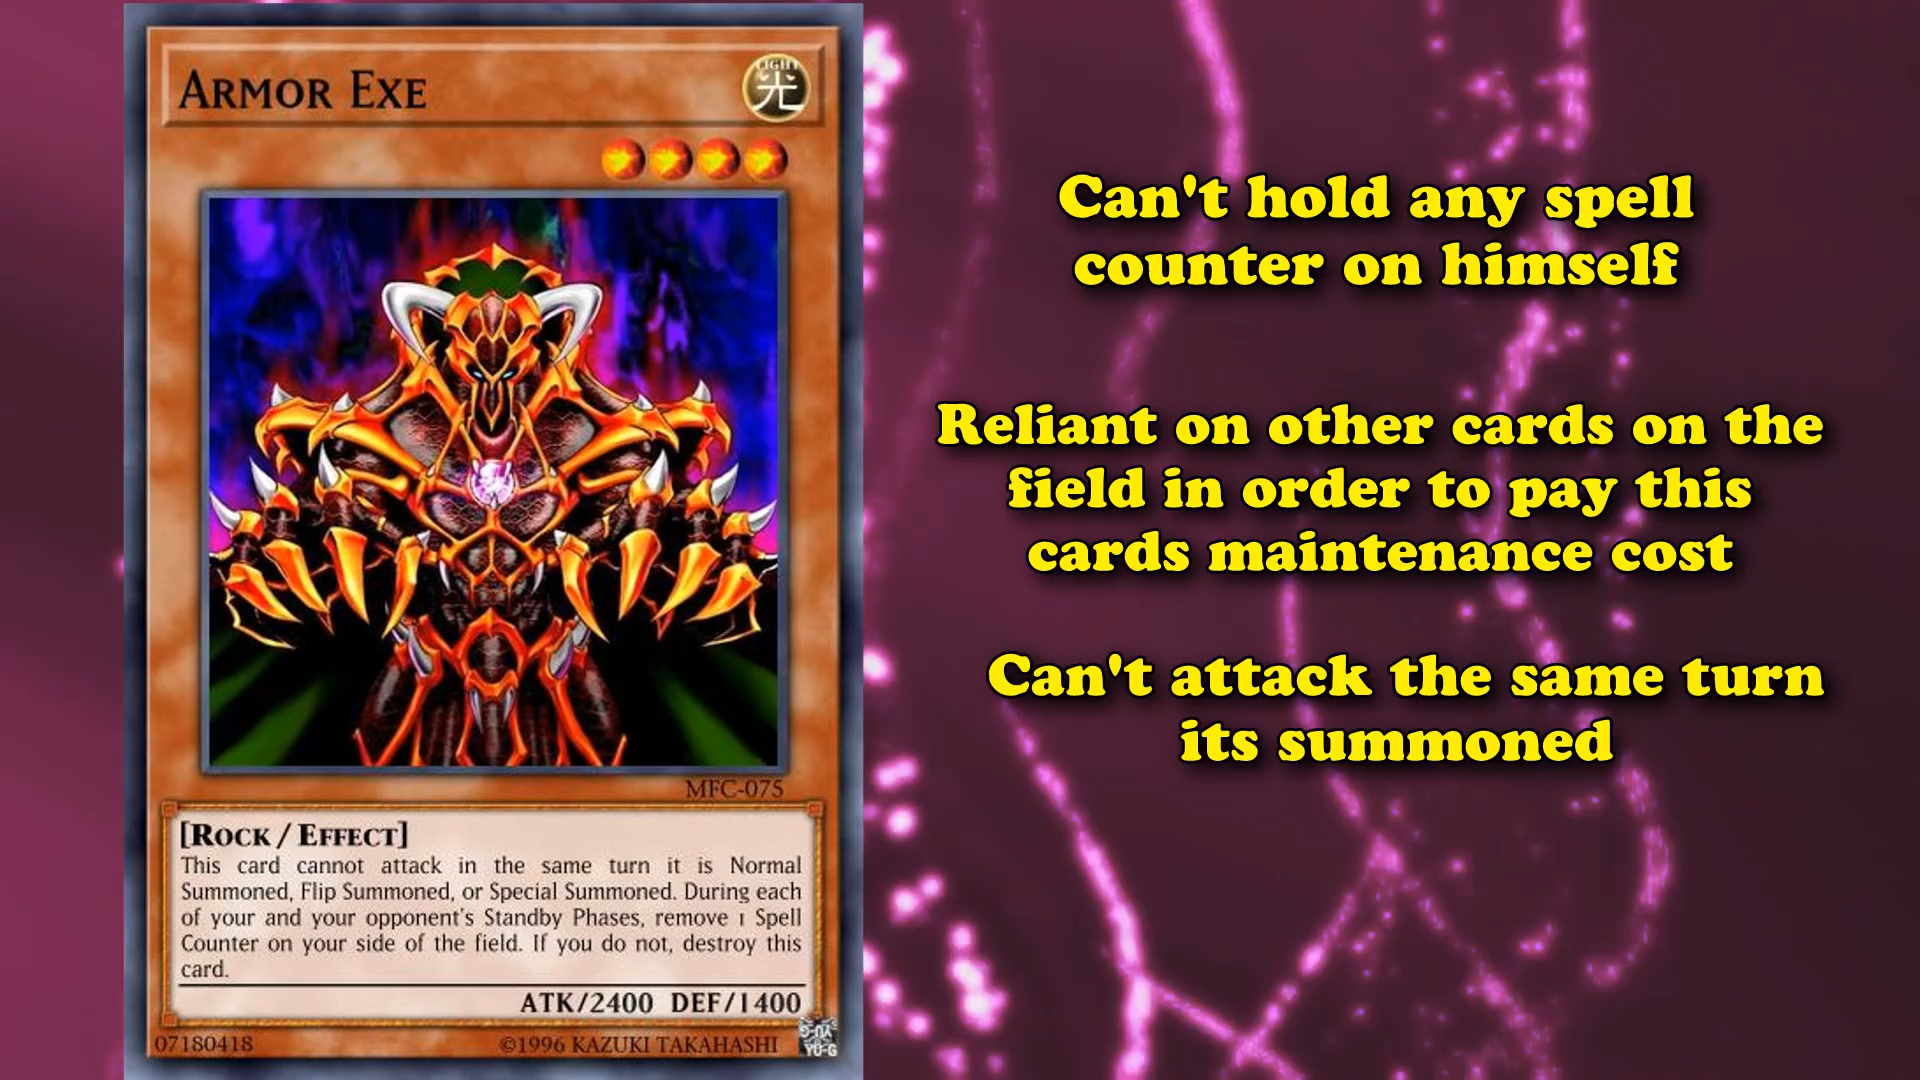 ARMOR EXE
LIGHT
光
MFC-075
[ROCK / EFFECT]
This card cannot attack in the same turn it is Normal
Summoned, Flip Summoned, or Special Summoned. During each
of your and your opponent's Standby Phases, remove 1 Spell
Counter on your side of the field. If you do not, destroy this
card.
ATK/2400 DEF/1400
07180418
©1996 KAZUKI TAKAHASHI
Can't hold any spell
counter on himself
Reliant on other cards on the
field in order to pay this
cards maintenance cost
Can't attack the same turn
its summoned